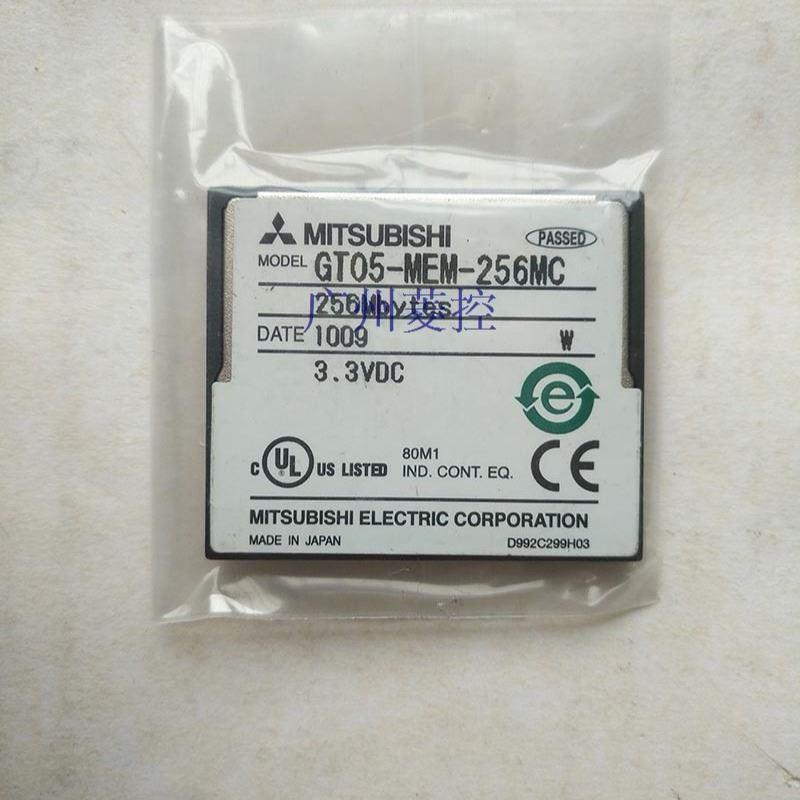 MITSUBISHI
PASSED
MODEL GT05-MEM-256MC
256Mbytes
广州菱控
DATE 1009 W
3.3VDC
e
C UL ® US LISTED
80M1
IND. CONT. EQ.
CE
MITSUBISHI ELECTRIC CORPORATION
MADE IN JAPAN D992C299H03